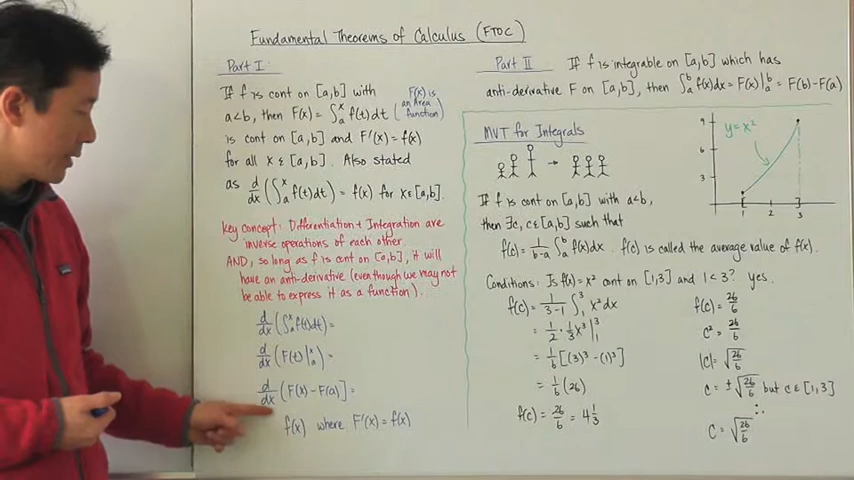 Fundamental Theorems of Calculus (FTOC)
Part I
If f is cont on [a,b] with
a<b, then F(x) = ∫ₐˣ f(t)dt (F(x) is an Area function)
is cont on [a,b] and F'(x) = f(x)
for all x ε [a,b]. Also stated
as d/dx (∫ₐˣ f(t)dt) = f(x) for xε[a,b].
Key concept: Differentiation + Integration are
inverse operations of each other
AND, so long as f is cnt on [a,b], it will
have an anti-derivative (even though we may not
be able to express it as a function).
d/dx (∫ₐˣ f(t)dt) =
d/dx (F(t)|ₐˣ) =
d/dx (F(x) - F(a)] =
f(x) where F'(x) = f(x)
Part II If f is integrable on [a,b] which has
anti-derivative F on [a,b], then ∫ₐᵇ f(x)dx = F(x)|ₐᵇ = F(b) - F(a)
MVT for Integrals
If f is cont on [a,b] with a<b,
then ∃c, cε[a,b] such that
f(c) = 1/(b-a) ∫ₐᵇ f(x)dx. f(c) is called the average value of f(x).
Conditions: Is f(x) = x² cont on [1,3] and 1<3? yes.
f(c) = 1/(3-1) ∫₁³ x²dx
= 1/2 · 1/3 x³ |₁³
= 1/6 [(3)³ - (1)³]
= 1/6 (26)
f(c) = 26/6 = 4 1/3
f(c) = 26/6
c² = 26/6
|c| = √(26/6)
c = ±√(26/6) but c ε [1,3]
∴
c = √(26/6)
y = x²
9
6
3
1 2 3